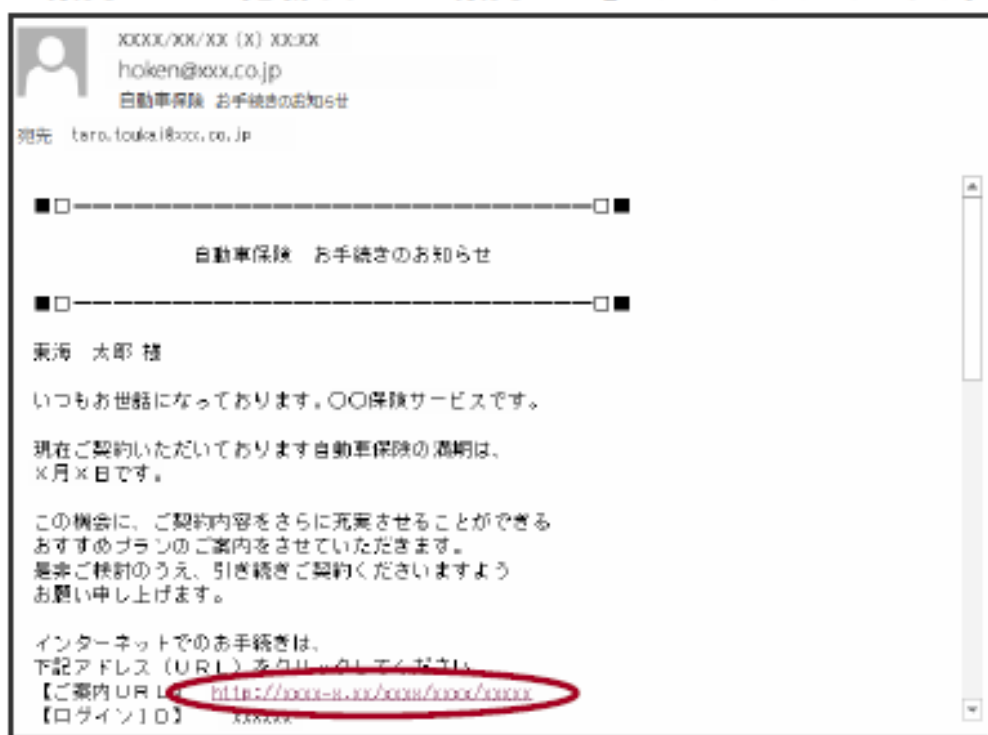 XXXX/XX/XX (X) XX:XX
hoken@xxx.co.jp
自動車保険 お手続きのお知らせ
宛先 taro.toukai@xxx.co.jp
■□――――――――――――――――――――――――――□■
自動車保険 お手続きのお知らせ
■□――――――――――――――――――――――――――□■
東海 太郎 様
いつもお世話になっております。〇〇保険サービスです。
現在ご契約いただいております自動車保険の満期は、
×月×日です。
この機会に、ご契約内容をさらに充実させることができる
おすすめプランのご案内をさせていただきます。
是非ご検討のうえ、引き続きご契約くださいますよう
お願い申し上げます。
インターネットでのお手続きは、
下記アドレス(URL)をクリックしてください
【ご案内URL】 http://xxxx-x.xx/xxxx/xxxx/xxxxx
【ログインID】 xxxxxx